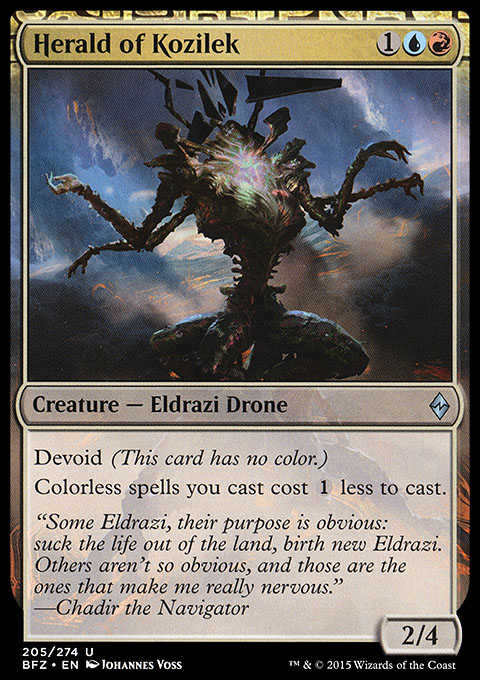 Herald of Kozilek 1
Creature — Eldrazi Drone
Devoid (This card has no color.)
Colorless spells you cast cost 1 less to cast.
“Some Eldrazi, their purpose is obvious:
suck the life out of the land, birth new Eldrazi.
Others aren’t so obvious, and those are the
ones that make me really nervous.”
—Chadir the Navigator
2/4
205/274 U
BFZ • EN Johannes Voss
™ & © 2015 Wizards of the Coast